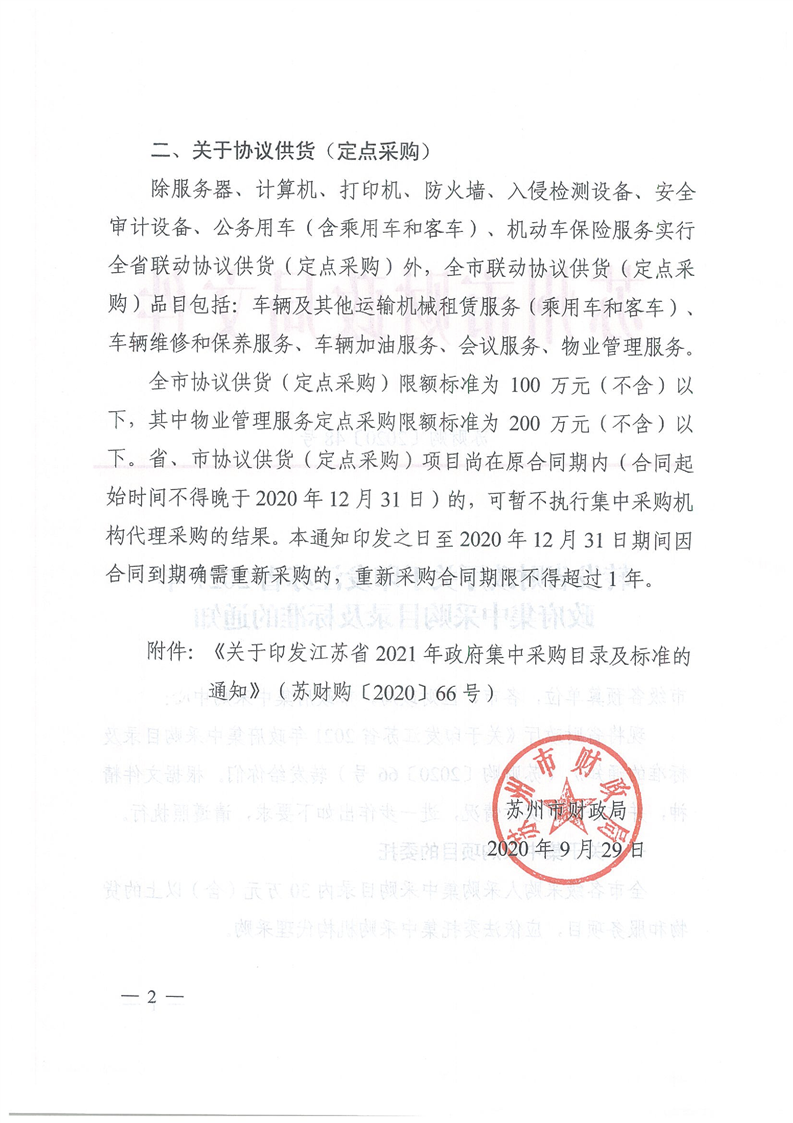 二、关于协议供货（定点采购）
除服务器、计算机、打印机、防火墙、入侵检测设备、安全
审计设备、公务用车（含乘用车和客车）、机动车保险服务实行
全省联动协议供货（定点采购）外，全市联动协议供货（定点采
购）品目包括：车辆及其他运输机械租赁服务（乘用车和客车）、
车辆维修和保养服务、车辆加油服务、会议服务、物业管理服务。
全市协议供货（定点采购）限额标准为 100 万元（不含）以
下，其中物业管理服务定点采购限额标准为 200 万元（不含）以
下。省、市协议供货（定点采购）项目尚在原合同期内（合同起
始时间不得晚于 2020 年 12 月 31 日）的，可暂不执行集中采购机
构代理采购的结果。本通知印发之日至 2020 年 12 月 31 日期间因
合同到期确需重新采购的，重新采购合同期限不得超过 1 年。
附件：《关于印发江苏省 2021 年政府集中采购目录及标准的
通知》（苏财购〔2020〕66 号）
苏州市财政局
苏州市财政局
2020 年 9 月 29 日
— 2 —